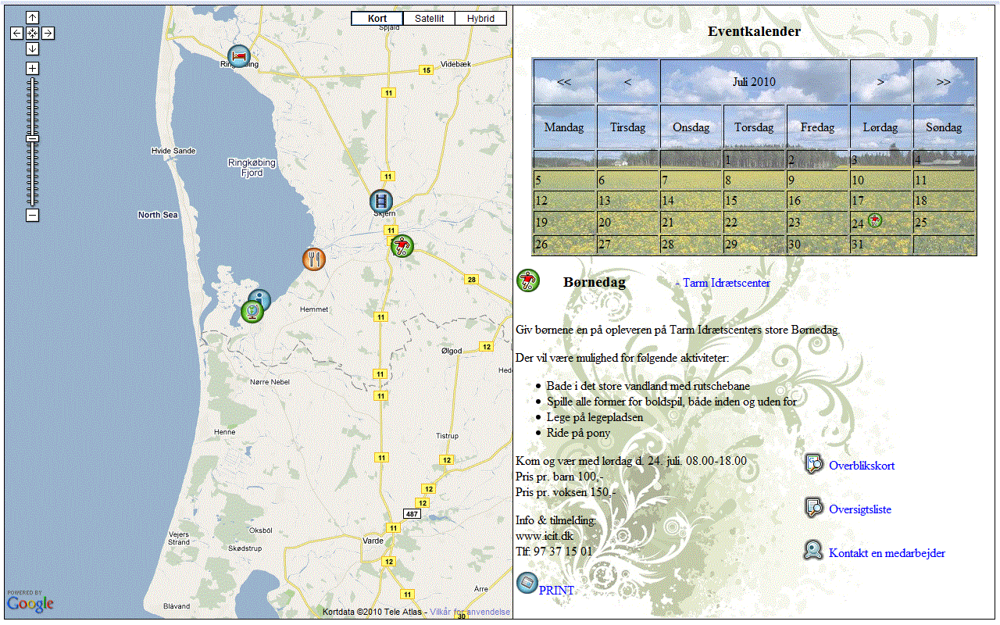 Kort Satellit Hybrid
Spjald
Ringkøbing
Videbæk
15
11
Hvide Sande
Ringkøbing
Fjord
11
North Sea
Skjern
11
28
Hemmet
11
12
Ølgod
11
Nørre Nebel
11
Henne
Tistrup
11
12
12
12
487
11
Oksböl
Vejers
Strand
Skødstrup
Varde
12
Arre
11
Blåvand
30
POWERED BY
Google
Kortdata ©2010 Tele Atlas - Vilkår for anvendelse
Eventkalender
<< < Juli 2010 > >>
Mandag Tirsdag Onsdag Torsdag Fredag Lørdag Søndag
1 2 3 4
5 6 7 8 9 10 11
12 13 14 15 16 17 18
19 20 21 22 23 24 25
26 27 28 29 30 31
Børnedag - Tarm Idrætscenter
Giv børnene en på opleveren på Tarm Idrætscenters store Børnedag.
Der vil være mulighed for følgende aktiviteter:
• Bade i det store vandland med rutschebane
• Spille alle former for boldspil, både inden og uden for
• Lege på legepladsen
• Ride på pony
Kom og vær med lørdag d. 24. juli. 08.00-18.00
Pris pr. barn 100,-
Pris pr. voksen 150,-
Info & tilmelding:
www.icit.dk
Tlf: 97 37 15 01
PRINT
Overblikskort
Oversigtsliste
Kontakt en medarbejder